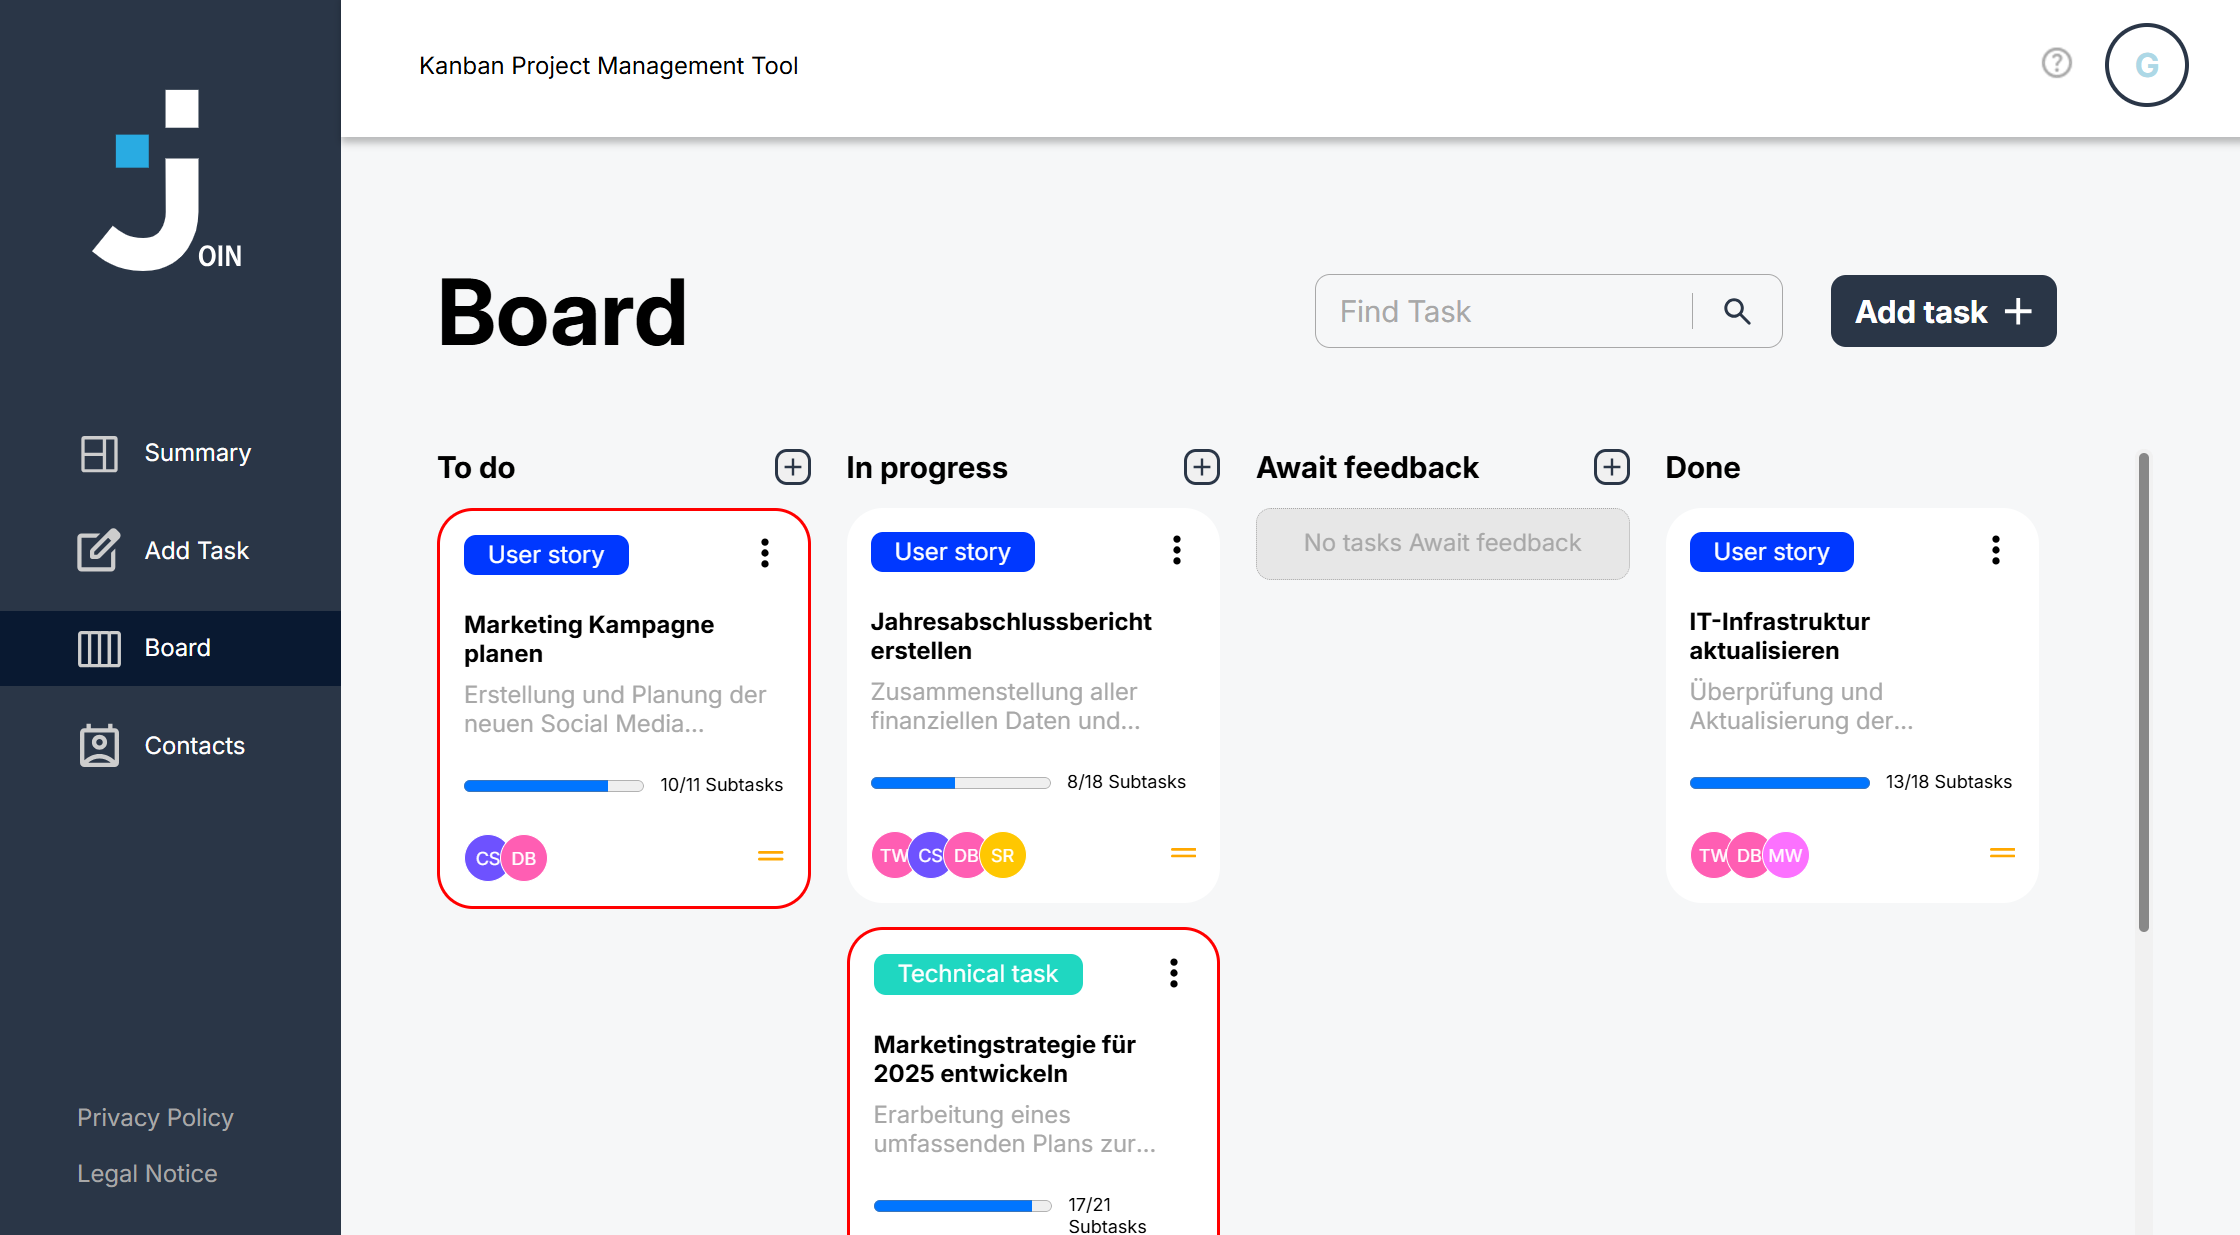 OIN
Summary
Add Task
Board
Contacts
Privacy Policy
Legal Notice
Kanban Project Management Tool
G
Board
Find Task
Add task
To do
User story
Marketing Kampagne
planen
Erstellung und Planung der
neuen Social Media...
10/11 Subtasks
CS DB
In progress
User story
Jahresabschlussbericht
erstellen
Zusammenstellung aller
finanziellen Daten und...
8/18 Subtasks
TW CS DB SR
Technical task
Marketingstrategie für
2025 entwickeln
Erarbeitung eines
umfassenden Plans zur...
17/21
Subtasks
Await feedback
No tasks Await feedback
Done
User story
IT-Infrastruktur
aktualisieren
Überprüfung und
Aktualisierung der...
13/18 Subtasks
TW DB MW